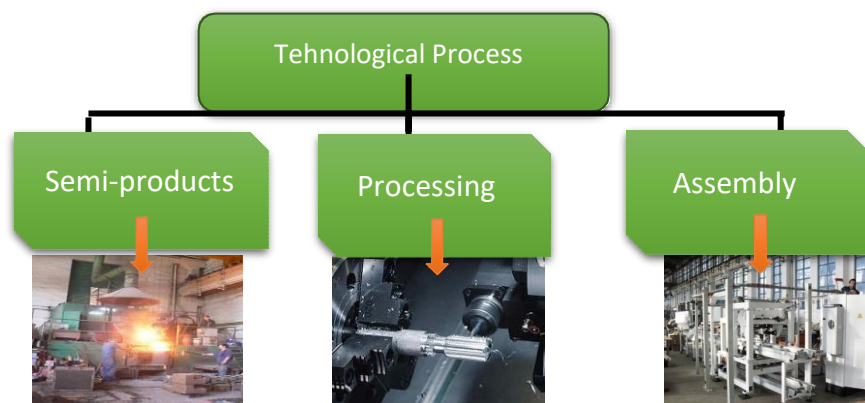 Tehnological Process
Semi-products
Processing
Assembly